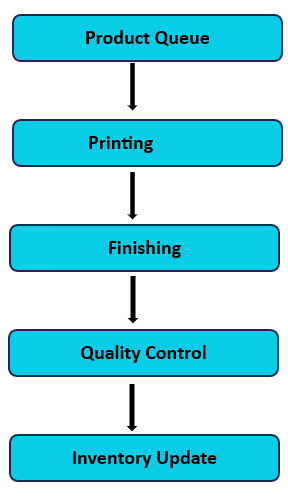 Product Queue
Printing
Finishing
Quality Control
Inventory Update